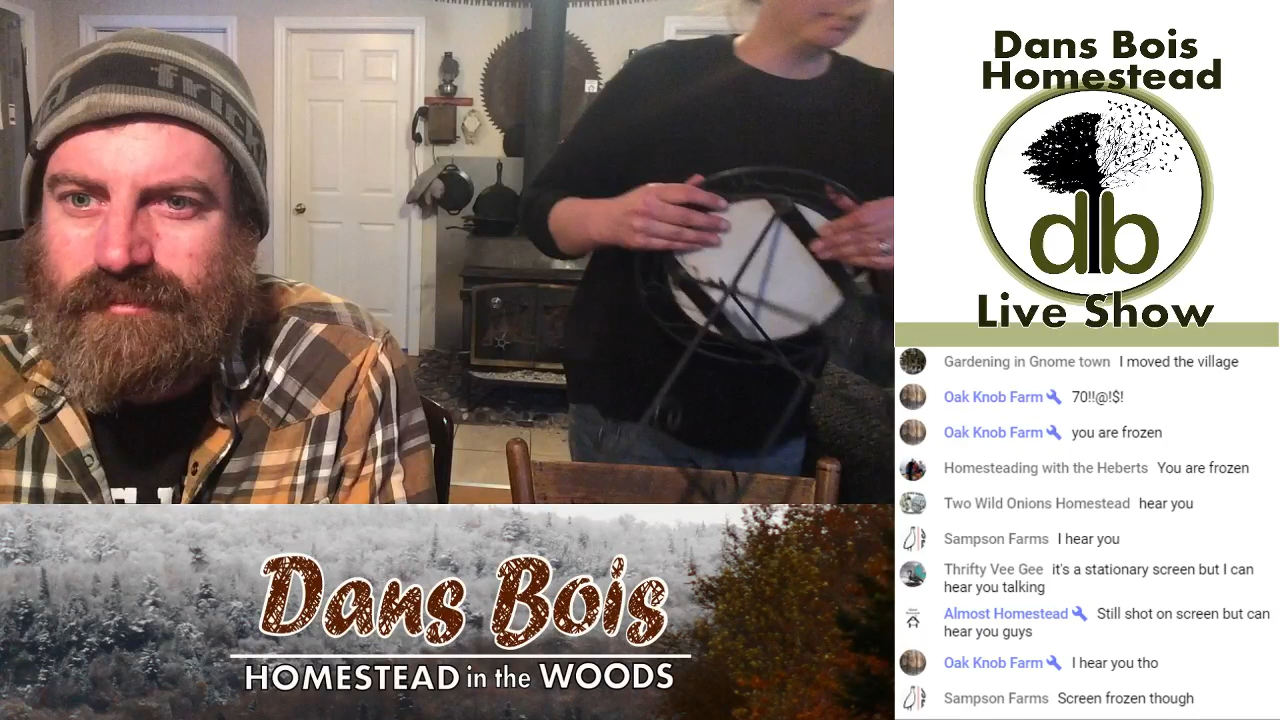 frick
Dans Bois
Homestead
db
Live Show
Gardening in Gnome town I moved the village
Oak Knob Farm 70!!@!$!
Oak Knob Farm you are frozen
Homesteading with the Heberts You are frozen
Two Wild Onions Homestead hear you
Sampson Farms I hear you
Thrifty Vee Gee it's a stationary screen but I can
hear you talking
Almost Homestead Still shot on screen but can
hear you guys
Oak Knob Farm I hear you tho
Sampson Farms Screen frozen though
Dans Bois
HOMESTEAD in the WOODS